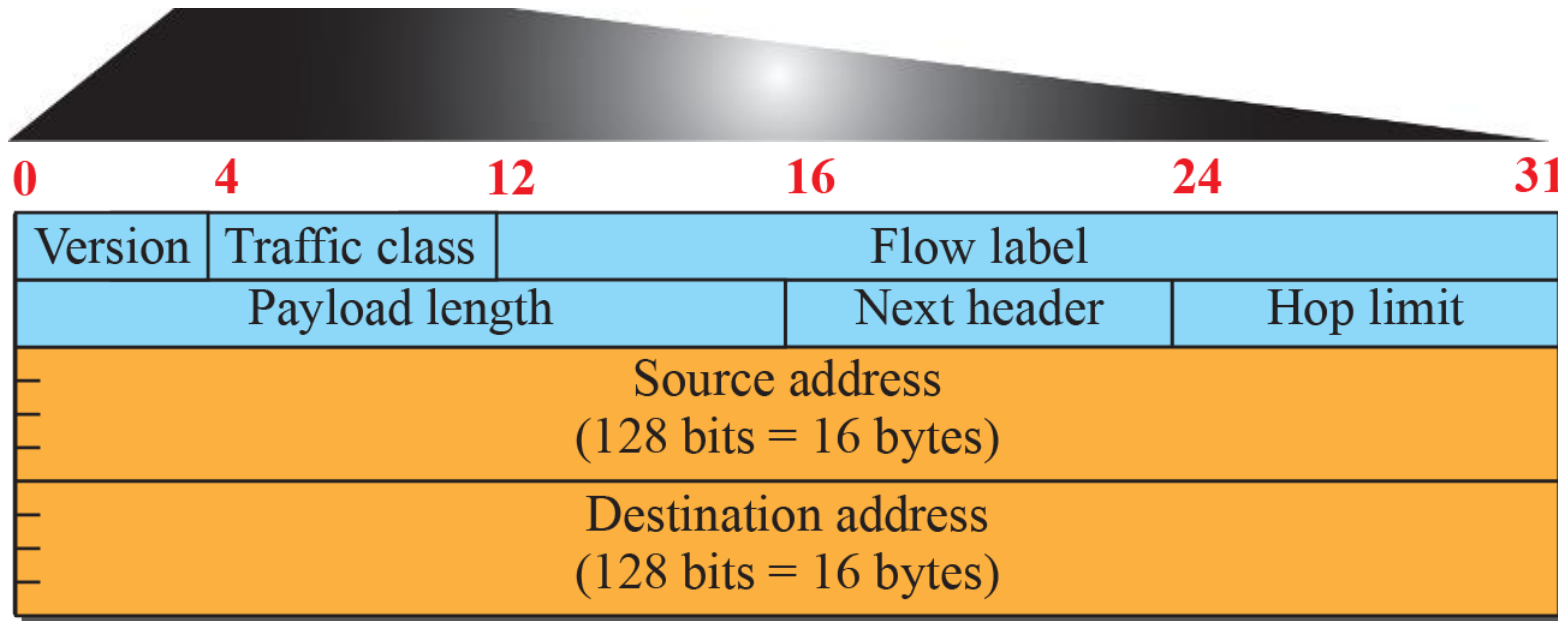 0 4 12 16 24 31
Version Traffic class Flow label
Payload length Next header Hop limit
Source address
(128 bits = 16 bytes)
Destination address
(128 bits = 16 bytes)